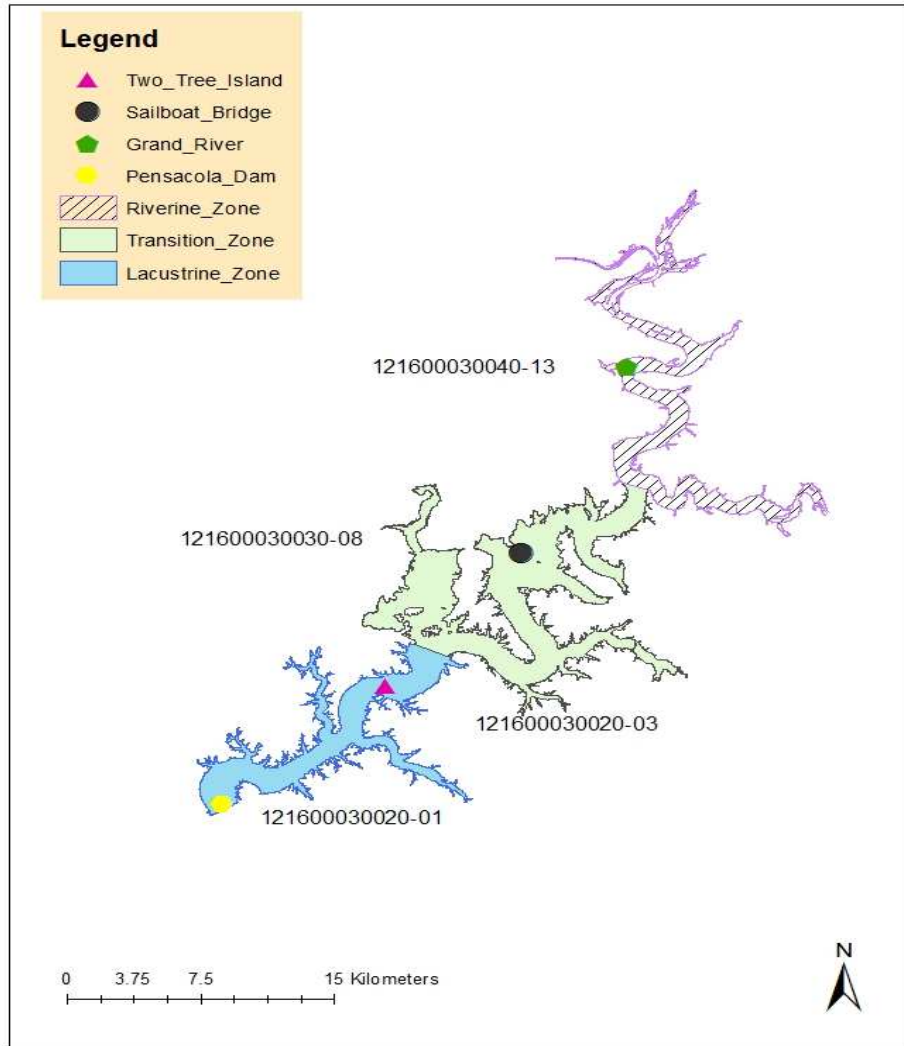 Legend
Two_Tree_Island
Sailboat_Bridge
Grand_River
Pensacola_Dam
Riverine_Zone
Transition_Zone
Lacustrine_Zone
121600030040-13
121600030030-08
121600030020-03
121600030020-01
0 3.75 7.5 15 Kilometers
N